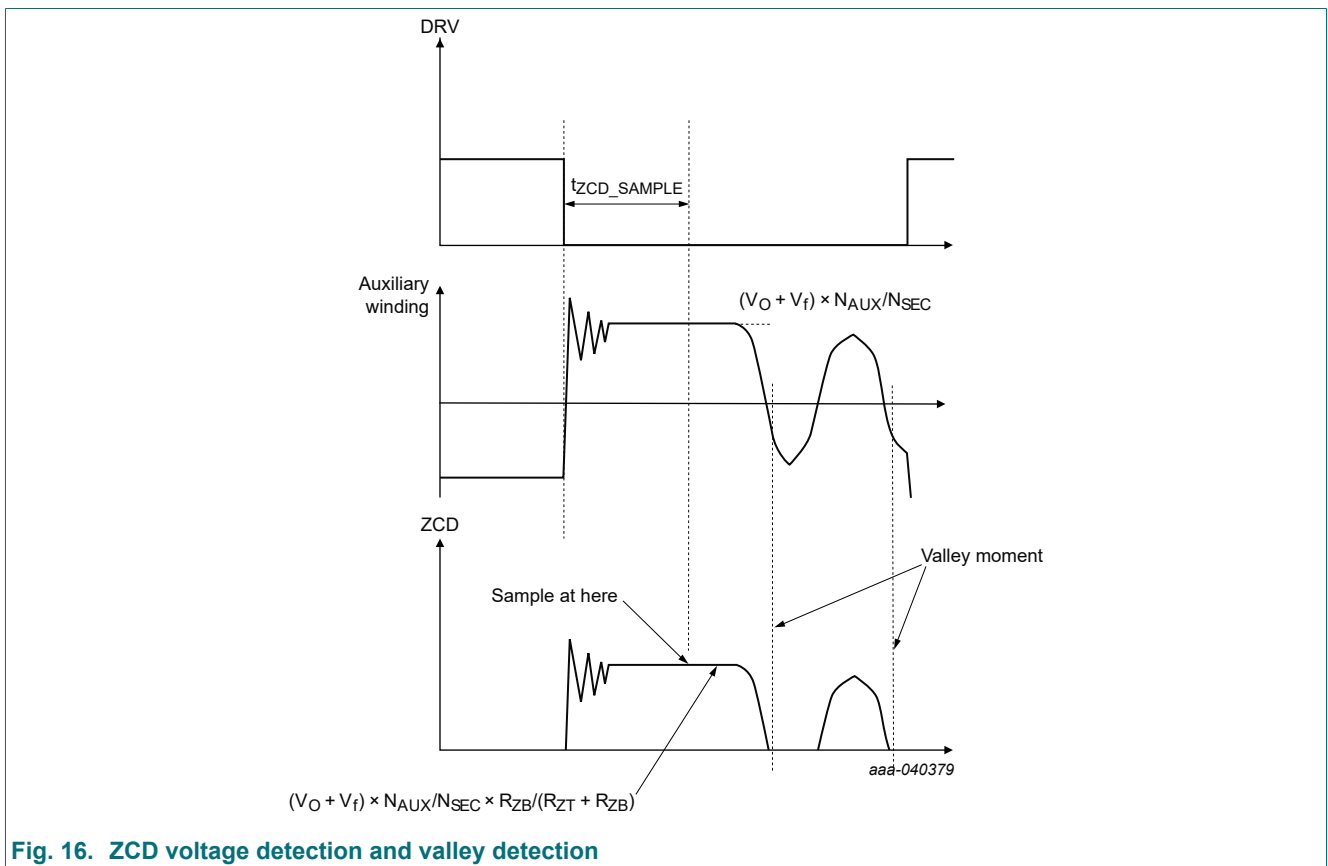 DRV
tZCD_SAMPLE
Auxiliary
winding
(VO + Vf) × NAUX/NSEC
ZCD
Valley moment
Sample at here
aaa-040379
(VO + Vf) × NAUX/NSEC × RZB/(RZT + RZB)
Fig. 16. ZCD voltage detection and valley detection